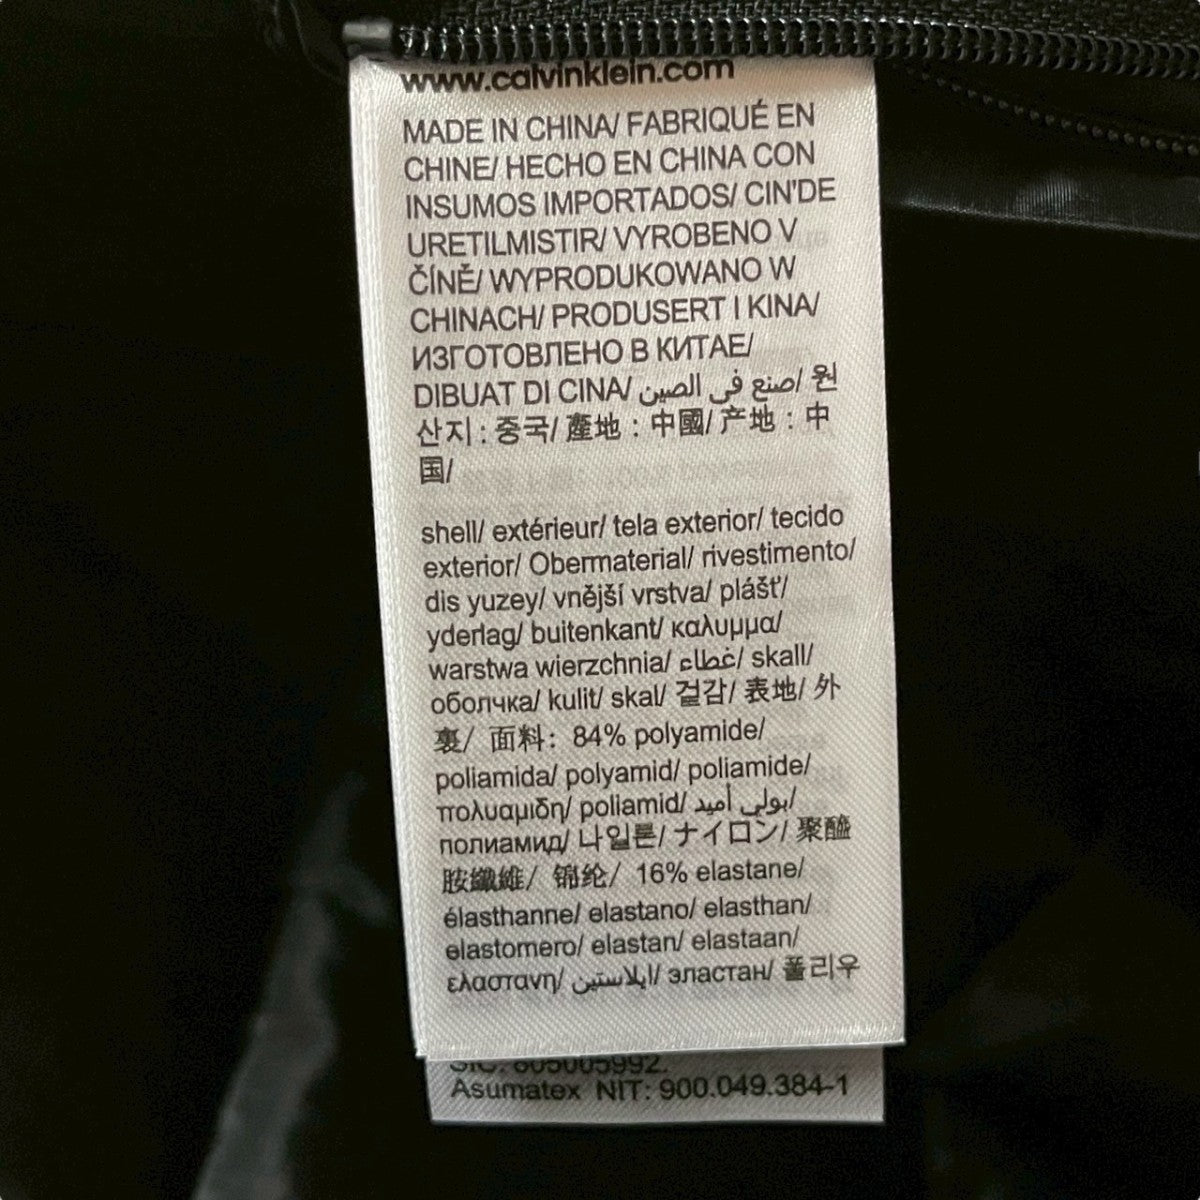 www.calvinklein.com
MADE IN CHINA/ FABRIQUÉ EN
CHINE/ HECHO EN CHINA CON
INSUMOS IMPORTADOS/ CIN'DE
URETILMISTIR/ VYROBENO V
ČÍNĚ/ WYPRODUKOWANO W
CHINACH/ PRODUSERT I KINA/
ИЗГОТОВЛЕНО В КИТАЕ/
DIBUAT DI CINA/ صنع في الصين/ 원
산지 : 중국/ 產地 : 中國/ 产地 : 中
国/
shell/ extérieur/ tela exterior/ tecido
exterior/ Obermaterial/ rivestimento/
dis yuzey/ vnější vrstva/ plášť/
yderlag/ buitenkant/ καλυμμα/
warstwa wierzchnia/ غطاء/ skall/
оболчка/ kulit/ skal/ 겉감/ 表地/ 外
裏/ 面料: 84% polyamide/
poliamida/ polyamid/ poliamide/
πολυαμιδη/ poliamid/ بولي أميد/
полиамид/ 나일론/ ナイロン/ 聚醯
胺纖維/ 锦纶/ 16% elastane/
élasthanne/ elastano/ elasthan/
elastomero/ elastan/ elastaan/
ελαστανη/ ايلاستين/ эластан/ 폴리우
SIC: 805005992.
Asumatex NIT: 900.049.384-1